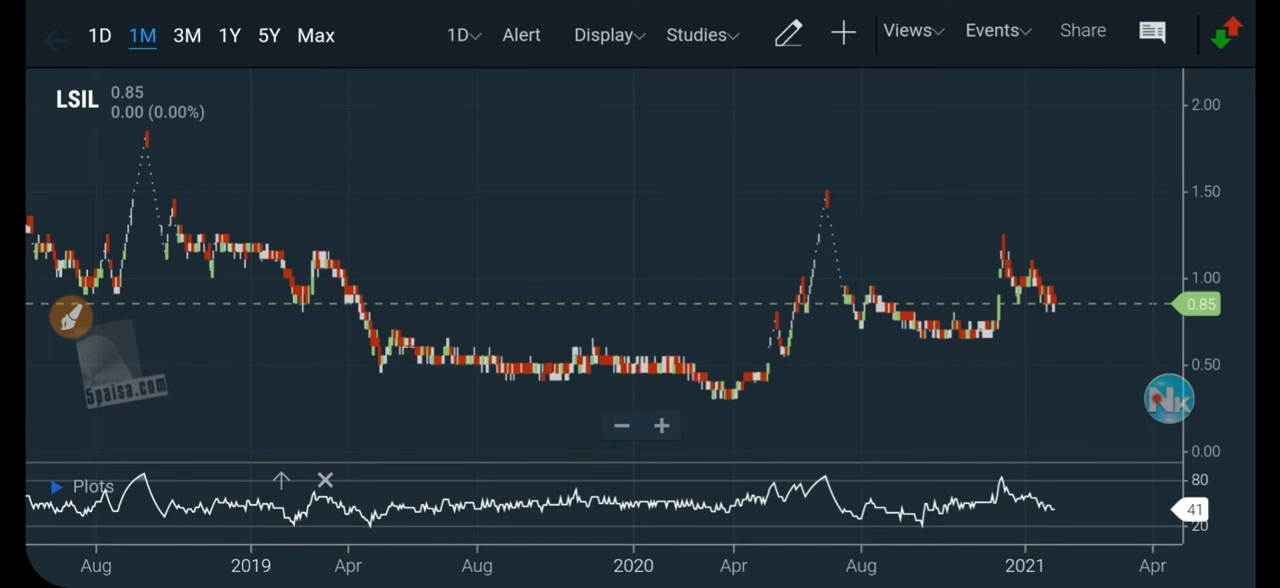 1D 1M 3M 1Y 5Y Max 1D Alert Display Studies Views Events Share
LSIL 0.85
0.00 (0.00%)
2.00
1.50
1.00
0.85
0.50
5paisa.com
NK
0.00
Plots
80
41
20
Aug 2019 Apr Aug 2020 Apr Aug 2021 Apr